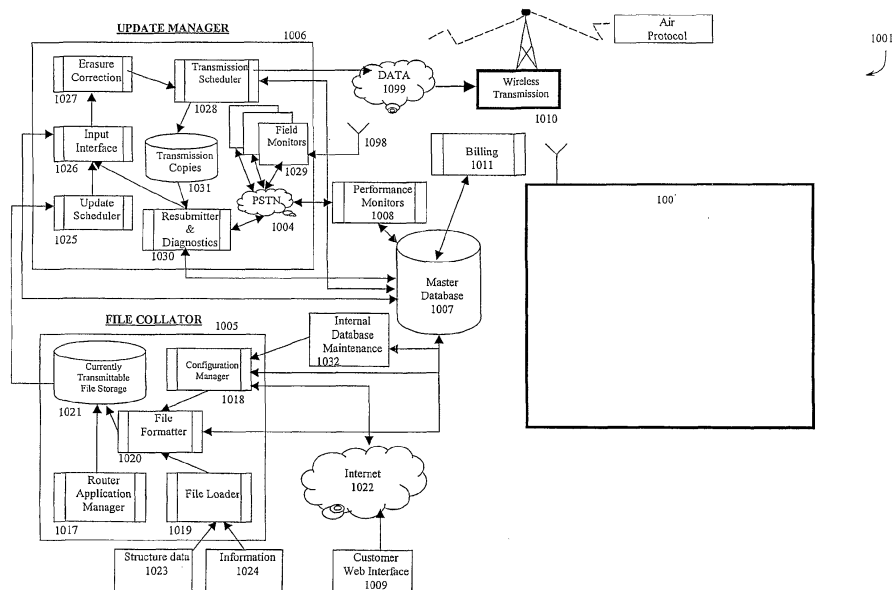 UPDATE MANAGER
1006
Air
Protocol
1001
Erasure
Correction
1027
Transmission
Scheduler
1028
DATA
1099
Wireless
Transmission
1010
Input
Interface
1026
Transmission
Copies
1031
Field
Monitors
1029
1098
Billing
1011
Update
Scheduler
1025
Resubmitter
&
Diagnostics
1030
PSTN
1004
Performance
Monitors
1008
100'
Master
Database
1007
FILE COLLATOR
1005
Internal
Database
Maintenance
1032
Currently
Transmittable
File Storage
1021
Configuration
Manager
1018
File
Formatter
1020
Router
Application
Manager
1017
File Loader
1019
Internet
1022
Structure data
1023
Information
1024
Customer
Web Interface
1009